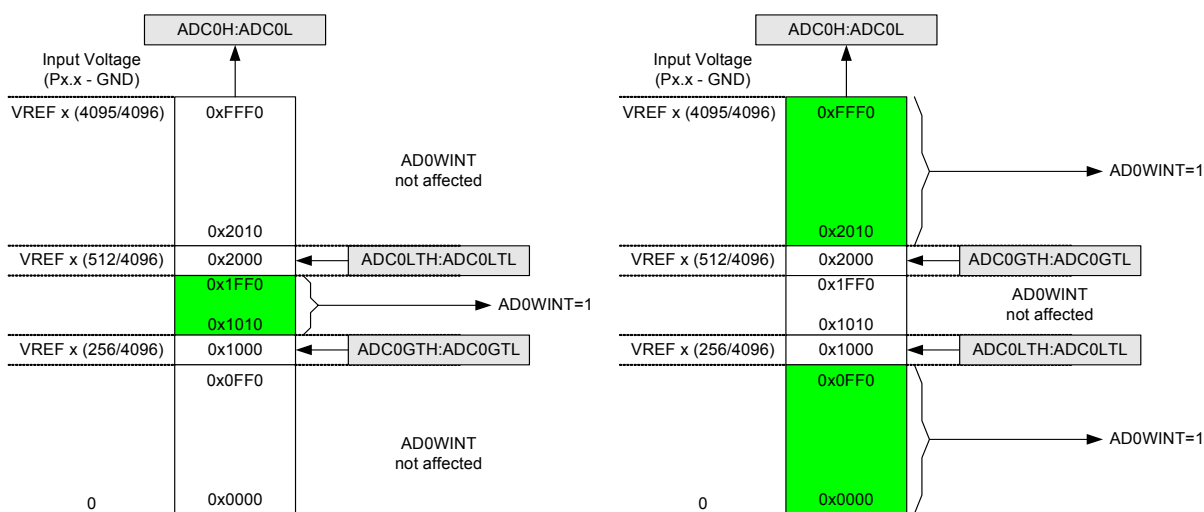 ADC0H:ADC0L
Input Voltage
(Px.x - GND)
VREF x (4095/4096)
0xFFF0
AD0WINT
not affected
0x2010
VREF x (512/4096)
0x2000
ADC0LTH:ADC0LTL
0x1FF0
AD0WINT=1
0x1010
VREF x (256/4096)
0x1000
ADC0GTH:ADC0GTL
0x0FF0
AD0WINT
not affected
0
0x0000
ADC0H:ADC0L
Input Voltage
(Px.x - GND)
VREF x (4095/4096)
0xFFF0
AD0WINT=1
0x2010
VREF x (512/4096)
0x2000
ADC0GTH:ADC0GTL
0x1FF0
AD0WINT
not affected
0x1010
VREF x (256/4096)
0x1000
ADC0LTH:ADC0LTL
0x0FF0
AD0WINT=1
0
0x0000